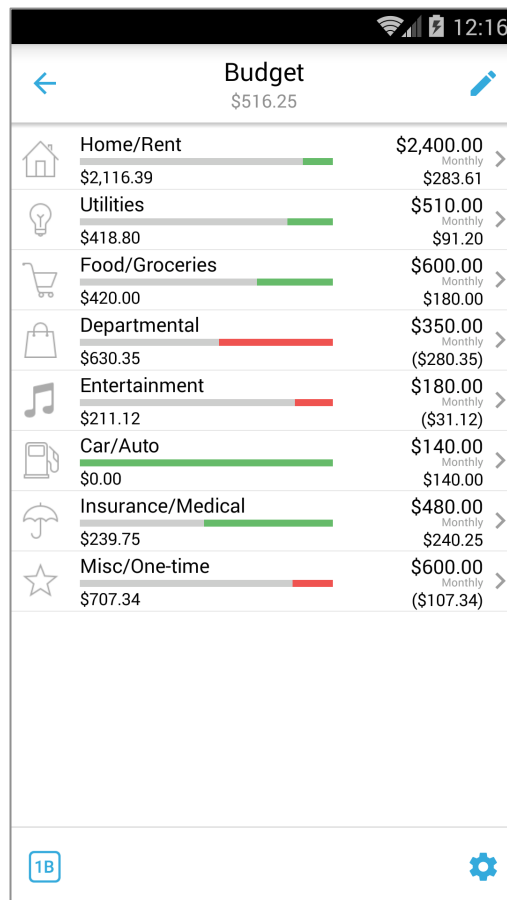 12:16
Budget
$516.25
Home/Rent $2,400.00
Monthly
$2,116.39 $283.61
Utilities $510.00
Monthly
$418.80 $91.20
Food/Groceries $600.00
Monthly
$420.00 $180.00
Departmental $350.00
Monthly
$630.35 ($280.35)
Entertainment $180.00
Monthly
$211.12 ($31.12)
Car/Auto $140.00
Monthly
$0.00 $140.00
Insurance/Medical $480.00
Monthly
$239.75 $240.25
Misc/One-time $600.00
Monthly
$707.34 ($107.34)
1B